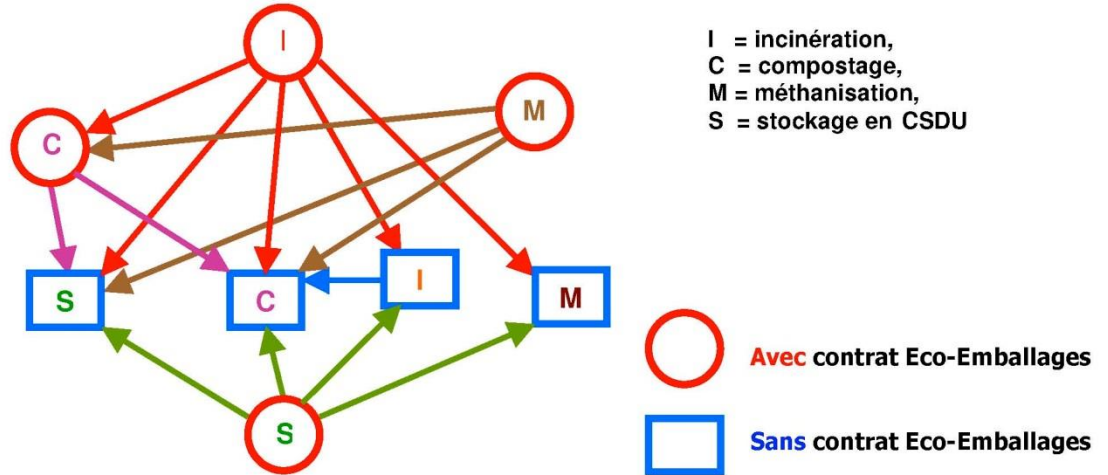 I
I = incinération,
C = compostage,
M = méthanisation,
S = stockage en CSDU
M
C
S
C
I
M
S
Avec contrat Eco-Emballages
Sans contrat Eco-Emballages